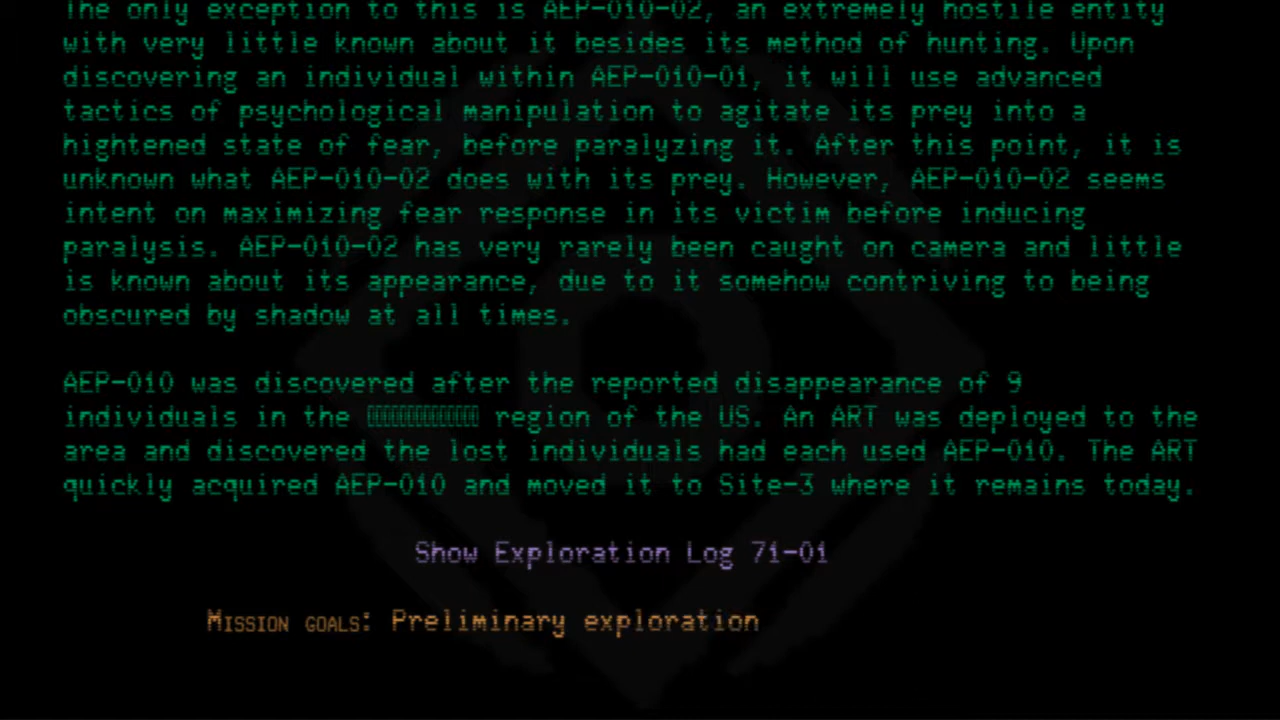 The only exception to this is AEP-010-02, an extremely hostile entity
with very little known about it besides its method of hunting. Upon
discovering an individual within AEP-010-01, it will use advanced
tactics of psychological manipulation to agitate its prey into a
hightened state of fear, before paralyzing it. After this point, it is
unknown what AEP-010-02 does with its prey. However, AEP-010-02 seems
intent on maximizing fear response in its victim before inducing
paralysis. AEP-010-02 has very rarely been caught on camera and little
is known about its appearance, due to it somehow contriving to being
obscured by shadow at all times.
AEP-010 was discovered after the reported disappearance of 9
individuals in the region of the US. An ART was deployed to the
area and discovered the lost individuals had each used AEP-010. The ART
quickly acquired AEP-010 and moved it to Site-3 where it remains today.
Show Exploration Log 71-01
Mission goals: Preliminary exploration